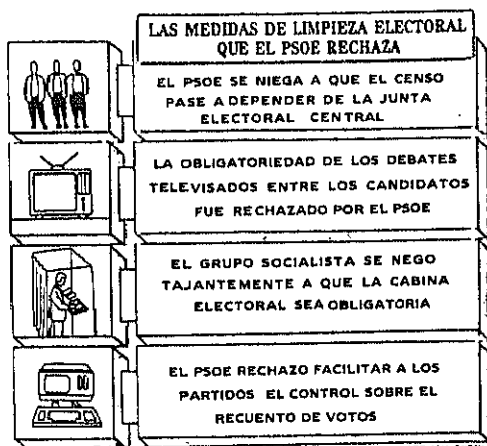 LAS MEDIDAS DE LIMPIEZA ELECTORAL
QUE EL PSOE RECHAZA
EL PSOE SE NIEGA A QUE EL CENSO
PASE A DEPENDER DE LA JUNTA
ELECTORAL CENTRAL
LA OBLIGATORIEDAD DE LOS DEBATES
TELEVISADOS ENTRE LOS CANDIDATOS
FUE RECHAZADO POR EL PSOE
EL GRUPO SOCIALISTA SE NEGO
TAJANTEMENTE A QUE LA CABINA
ELECTORAL SEA OBLIGATORIA
EL PSOE RECHAZO FACILITAR A LOS
PARTIDOS EL CONTROL SOBRE EL
RECUENTO DE VOTOS